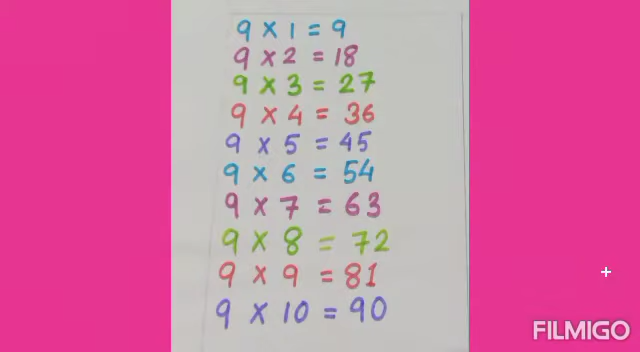 9 × 1 = 9
9 × 2 = 18
9 × 3 = 27
9 × 4 = 36
9 × 5 = 45
9 × 6 = 54
9 × 7 = 63
9 × 8 = 72
9 × 9 = 81
9 × 10 = 90
FILMIGO